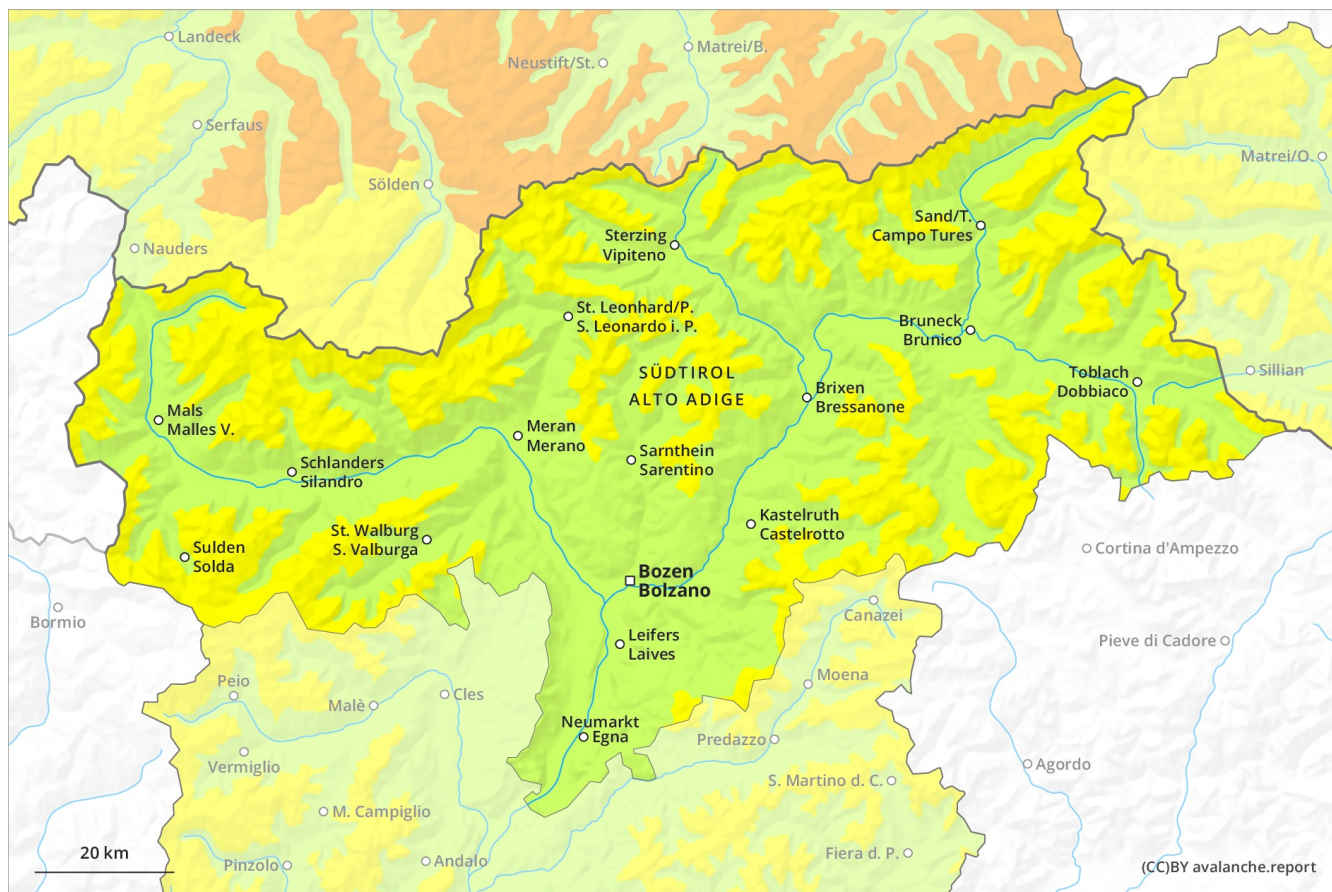 Landeck
Matrei/B.
Neustift/St.
Serfaus
Matrei/O.
Sölden
Sand/T.
Campo Tures
Nauders
Sterzing
Vipiteno
St. Leonhard/P.
S. Leonardo i. P.
Bruneck
Brunico
SÜDTIROL
ALTO ADIGE
Toblach
Dobbiaco
Sillian
Brixen
Bressanone
Mals
Malles V.
Meran
Merano
Schlanders
Silandro
Sarnthein
Sarentino
Kastelruth
Castelrotto
St. Walburg
S. Valburga
Sulden
Solda
Cortina d'Ampezzo
Bozen
Bolzano
Bormio
Canazei
Leifers
Laives
Pieve di Cadore
Peio
Moena
Malè
Cles
Neumarkt
Egna
Predazzo
Vermiglio
Agordo
S. Martino d. C.
M. Campiglio
20 km
Pinzolo
Andalo
Fiera d. P.
(CC)BY avalanche.report